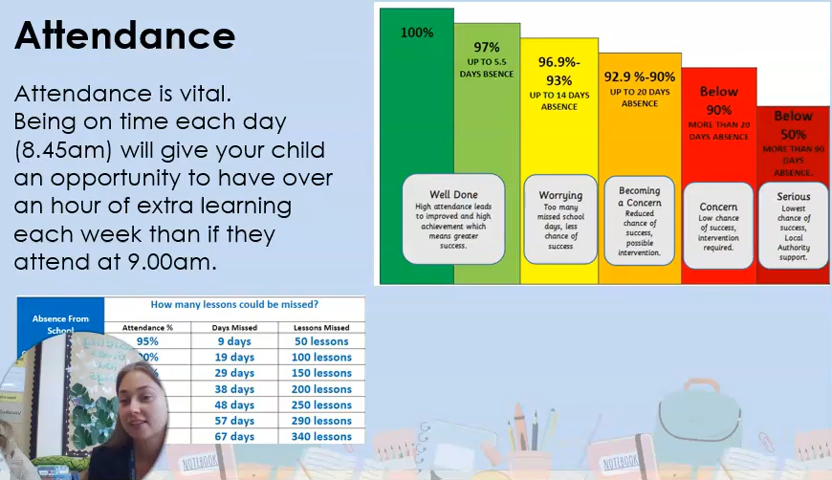 Attendance
Attendance is vital.
Being on time each day
(8.45am) will give your child
an opportunity to have over
an hour of extra learning
each week than if they
attend at 9.00am.
100%
97%
UP TO 5.5
DAYS BSENCE
96.9%-
93%
UP TO 14 DAYS
ABSENCE
92.9 %-90%
UP TO 20 DAYS
ABSENCE
Below
90%
MORE THAN 20
DAYS ABSENCE
Below
50%
MORE THAN 90
DAYS
ABSENCE.
Well Done
High attendance leads
to improved and high
achievement which
means greater
success.
Worrying
Too many
missed school
days, less
chance of
success
Becoming
a Concern
Reduced
chance of
success,
possible
intervention.
Concern
Low chance
of success,
intervention
required.
Serious
Lowest
chance of
success,
Local
Authority
support.
Absence From
School
How many lessons could be missed?
Attendance % Days Missed Lessons Missed
95% 9 days 50 lessons
19 days 100 lessons
29 days 150 lessons
38 days 200 lessons
48 days 250 lessons
57 days 290 lessons
67 days 340 lessons
NOTEBOOK
NOTEBOOK